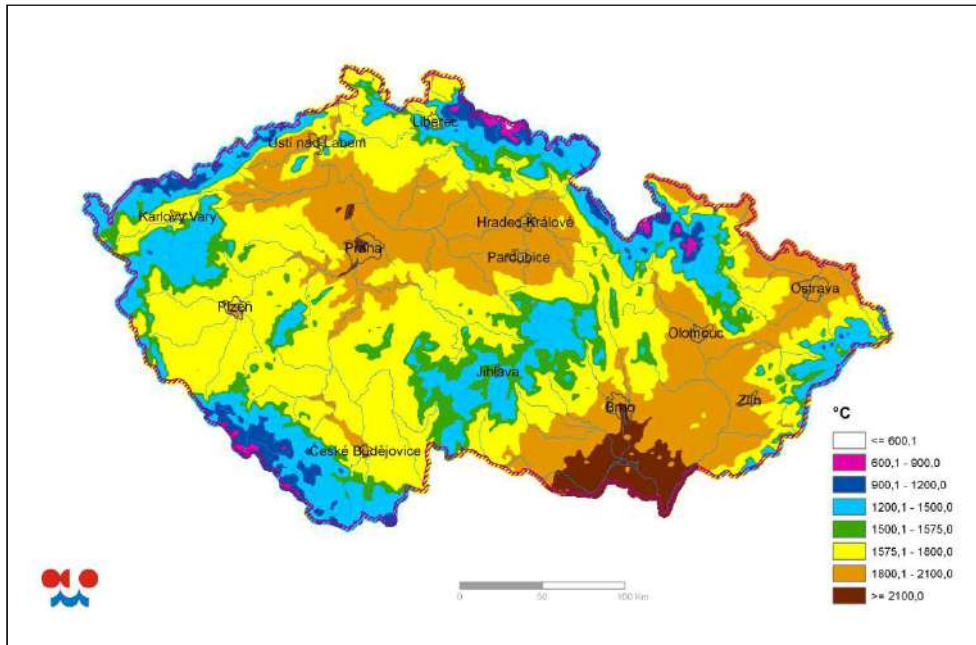 Liberec
Ústí nad Labem
Karlovy Vary
Hradec Králové
Praha
Pardubice
Ostrava
Plzeň
Olomouc
Jihlava
Zlín
Brno
České Budějovice
°C
<= 600,1
600,1 - 900,0
900,1 - 1200,0
1200,1 - 1500,0
1500,1 - 1575,0
1575,1 - 1800,0
1800,1 - 2100,0
>= 2100,0
0 50 100 Km